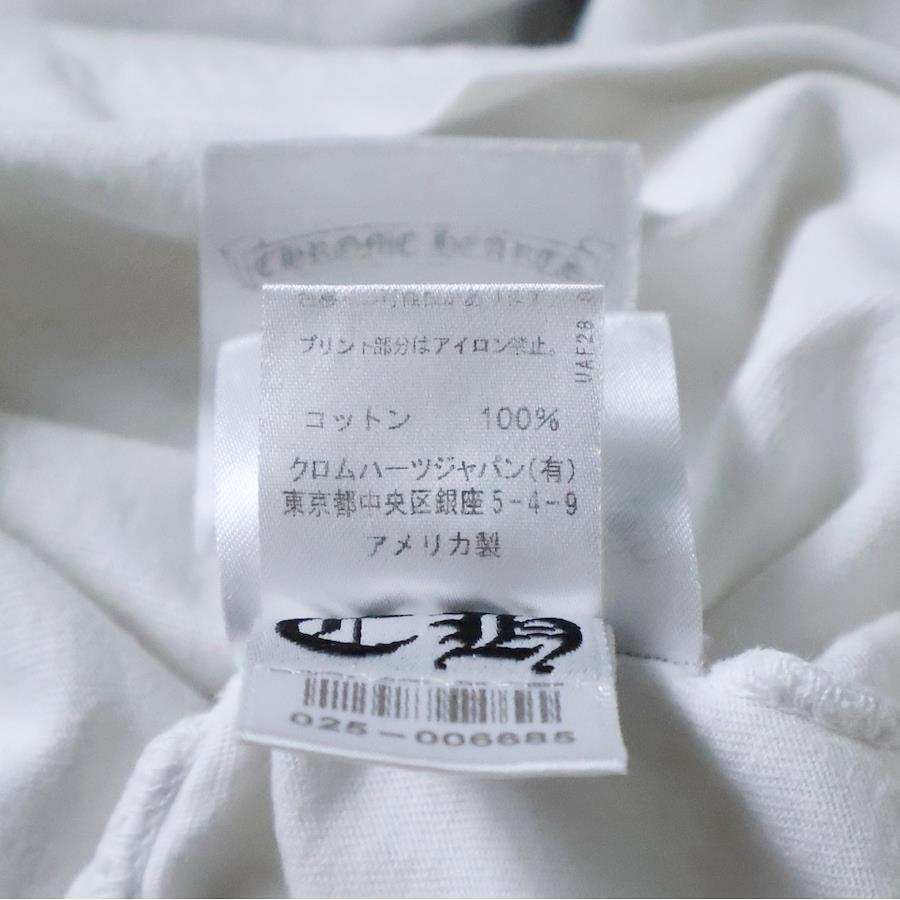 CHROME HEARTS
プリント部分はアイロン禁止。
UAF28
コットン 100%
クロムハーツジャパン(有)
東京都中央区銀座5-4-9
アメリカ製
CH
025-006685